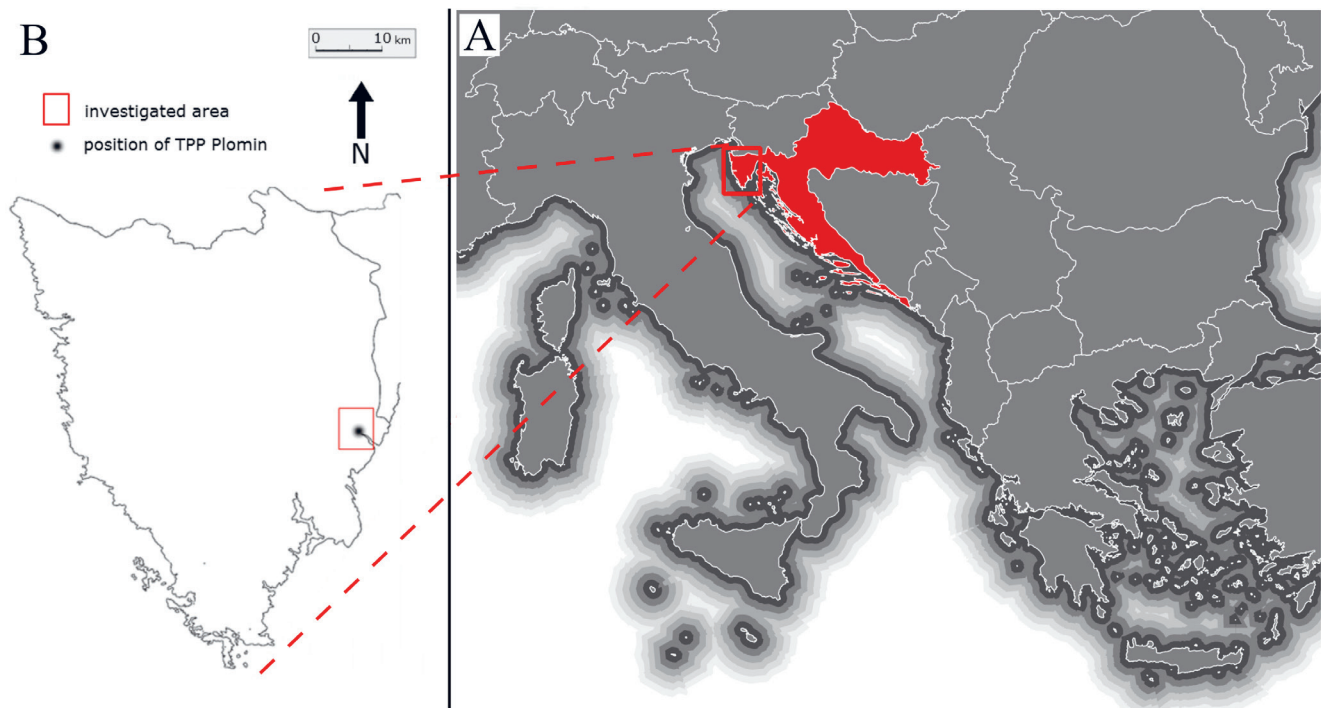 B
0 10 km
investigated area
position of TPP Plomin
N
A